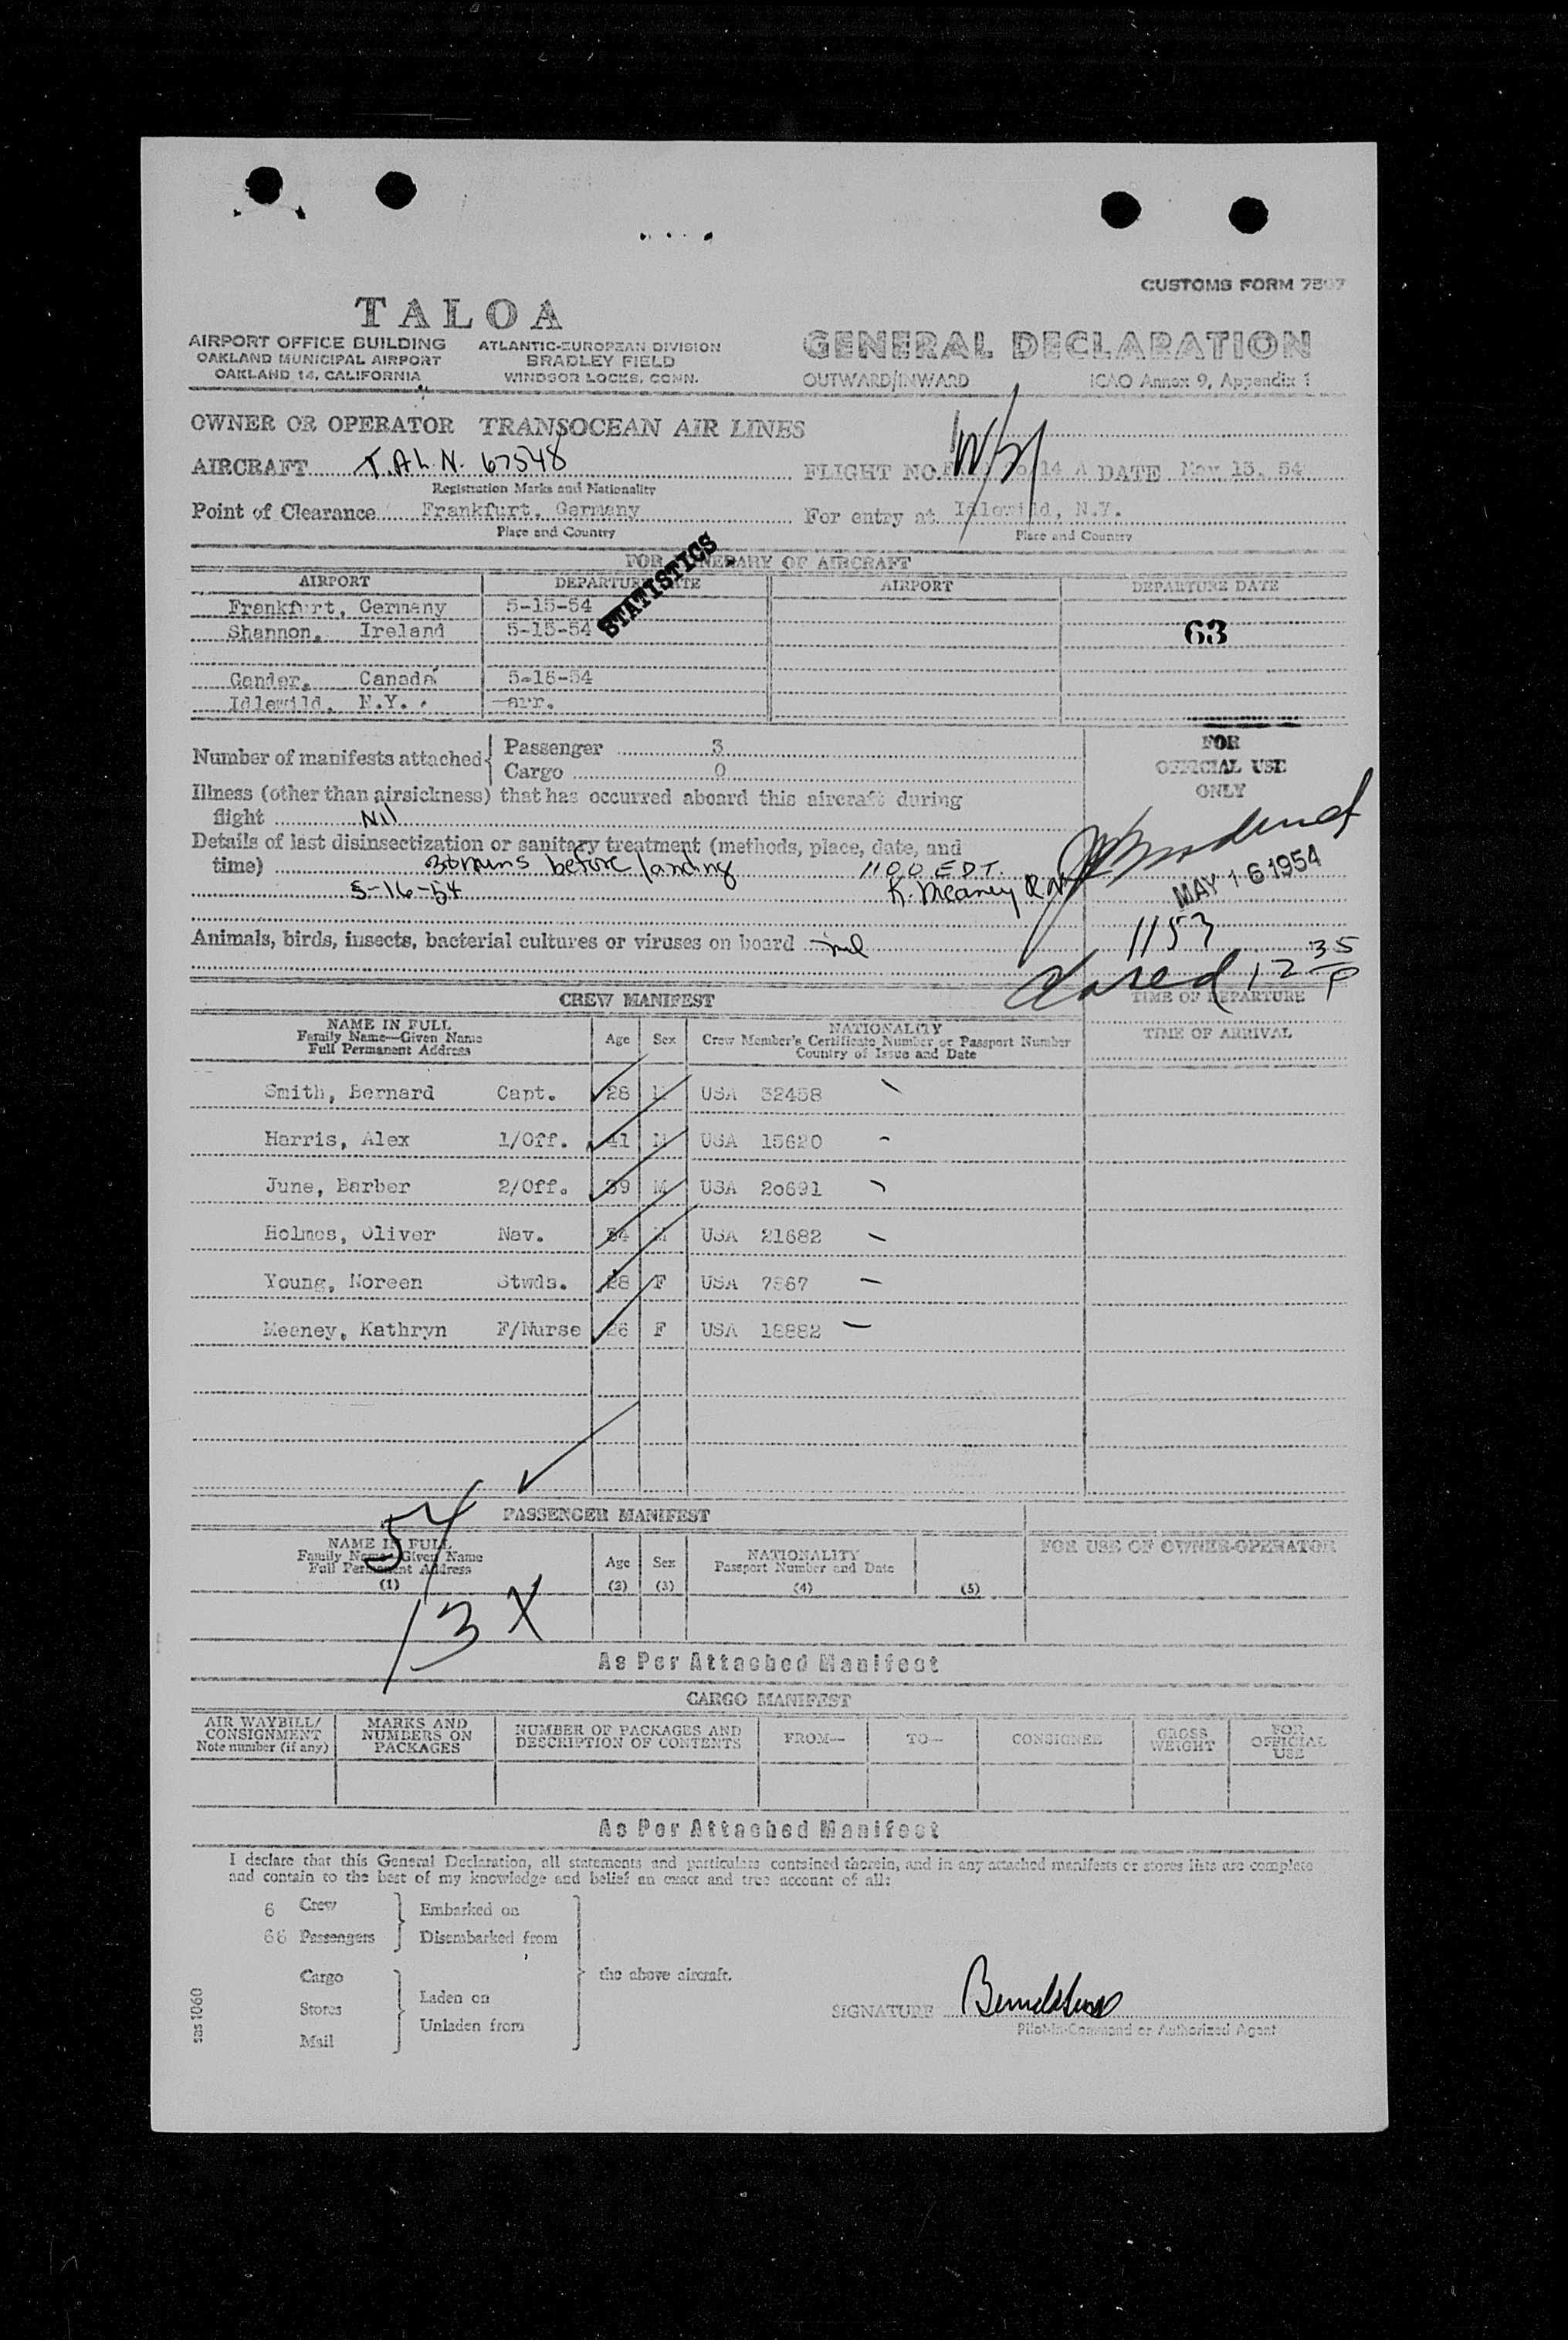 CUSTOMS FORM 7507
TALOA
AIRPORT OFFICE BUILDING
OAKLAND MUNICIPAL AIRPORT
OAKLAND 14, CALIFORNIA
ATLANTIC-EUROPEAN DIVISION
BRADLEY FIELD
WINDSOR LOCKS, CONN.
GENERAL DECLARATION
OUTWARD/INWARD ICAO Annex 9, Appendix 1
OWNER OR OPERATOR TRANSOCEAN AIR LINES
AIRCRAFT T.A.L. N. 67548
Registration Marks and Nationality
FLIGHT NO. 14 A DATE May 15, 54
Point of Clearance Frankfurt, Germany
Place and Country
For entry at Idlewild, N.Y.
Place and Country
STATISTICS
AIRPORT DEPARTURE DATE AIRPORT DEPARTURE DATE
Frankfurt, Germany 5-15-54
Shannon, Ireland 5-15-54
63
Gander, Canada 5-16-54
Idlewild, N.Y. arr.
Number of manifests attached
Passenger 3
Cargo 0
FOR
OFFICIAL USE
ONLY
Illness (other than airsickness) that has occurred aboard this aircraft during
flight Nil
Details of last disinsectization or sanitary treatment (methods, place, date, and
time) 30 mins before landing 1100 EDT.
5-16-54 K. Meaney R.N.
MAY 16 1954
1153
Animals, birds, insects, bacterial cultures or viruses on board nil
1235
P
CREW MANIFEST
TIME OF DEPARTURE
TIME OF ARRIVAL
NAME IN FULL
Family Name—Given Name
Full Permanent Address
Age Sex
NATIONALITY
Crew Member's Certificate Number or Passport Number
Country of Issue and Date
Smith, Bernard Capt. 28 M USA 32458
Harris, Alex 1/Off. 41 M USA 15620
June, Barber 2/Off. 39 M USA 20691
Holmes, Oliver Nav. 34 M USA 21682
Young, Noreen Stwds. 28 F USA 7867
Meeney, Kathryn F/Nurse 26 F USA 18882
54
PASSENGER MANIFEST
NAME IN FULL
Family Name—Given Name
Full Permanent Address
(1)
Age
(2)
Sex
(3)
NATIONALITY
Passport Number and Date
(4)
(5)
FOR USE OF OWNER-OPERATOR
13 X
As Per Attached Manifest
CARGO MANIFEST
AIR WAYBILL/
CONSIGNMENT
Note number (if any)
MARKS AND
NUMBERS ON
PACKAGES
NUMBER OF PACKAGES AND
DESCRIPTION OF CONTENTS
FROM—
TO—
CONSIGNEE
GROSS
WEIGHT
FOR
OFFICIAL
USE
As Per Attached Manifest
I declare that this General Declaration, all statements and particulars contained therein, and in any attached manifests or stores lists are complete
and contain to the best of my knowledge and belief an exact and true account of all:
6 Crew
66 Passengers
Embarked on
Disembarked from
Cargo
Stores
Mail
Laden on
Unladen from
the above aircraft.
SIGNATURE
Pilot-in-Command or Authorized Agent
sas 1060